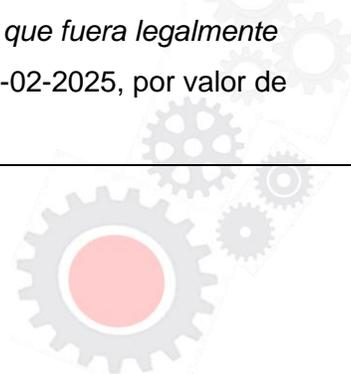 que fuera legalmente
-02-2025, por valor de